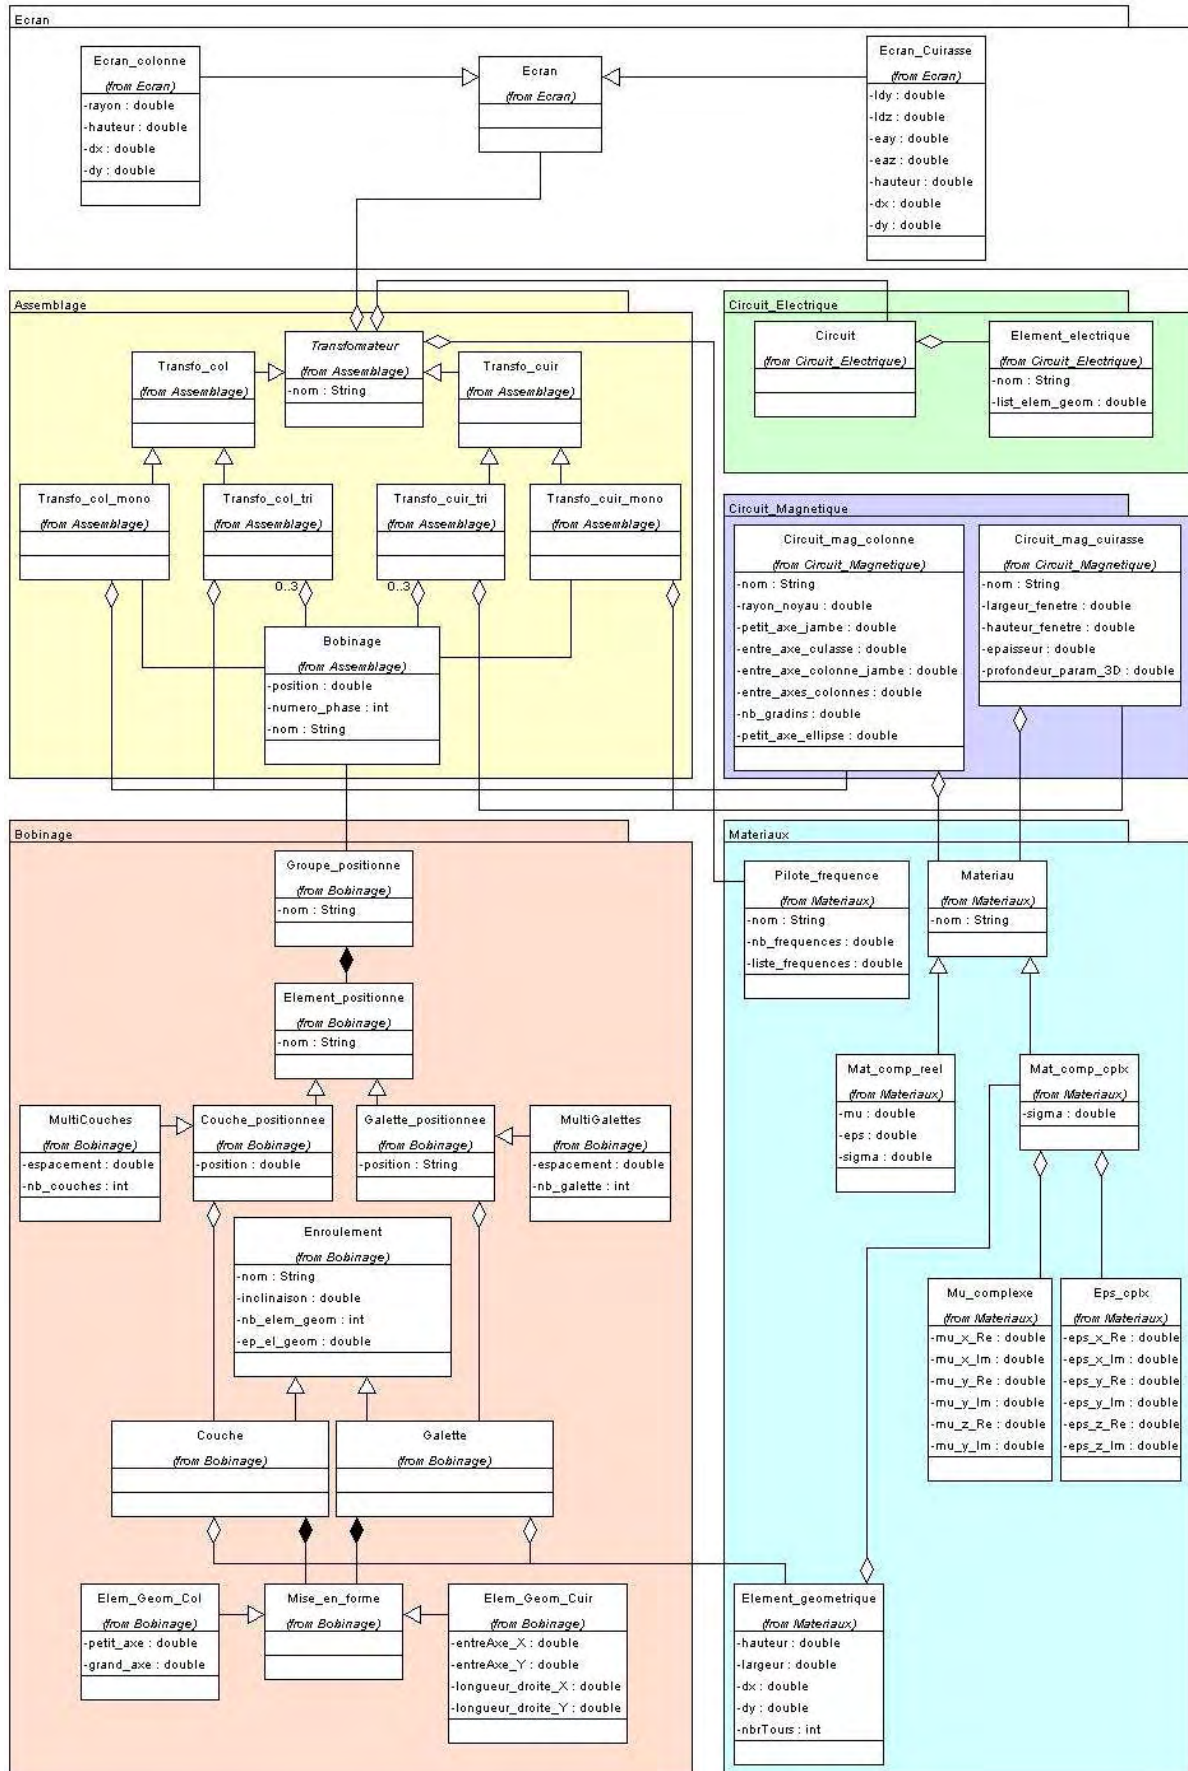 Ecran
Ecran_colonne
(from Ecran)
-rayon : double
-hauteur : double
-dx : double
-dy : double
Ecran
(from Ecran)
Ecran_Cuirasse
(from Ecran)
-ldy : double
-ldz : double
-eay : double
-eaz : double
-hauteur : double
-dx : double
-dy : double
Assemblage
Transformateur
(from Assemblage)
-nom : String
Transfo_col
(from Assemblage)
Transfo_cuir
(from Assemblage)
Transfo_col_mono
(from Assemblage)
Transfo_col_tri
(from Assemblage)
Transfo_cuir_tri
(from Assemblage)
Transfo_cuir_mono
(from Assemblage)
0..3
0..3
Bobinage
(from Assemblage)
-position : double
-numero_phase : int
-nom : String
Circuit_Electrique
Circuit
(from Circuit_Electrique)
Element_electrique
(from Circuit_Electrique)
-nom : String
-list_elem_geom : double
Circuit_Magnetique
Circuit_mag_colonne
(from Circuit_Magnetique)
-nom : String
-rayon_noyau : double
-petit_axe_jambe : double
-entre_axe_culasse : double
-entre_axe_colonne_jambe : double
-entre_axes_colonnes : double
-nb_gradins : double
-petit_axe_ellipse : double
Circuit_mag_cuirasse
(from Circuit_Magnetique)
-nom : String
-largeur_fenetre : double
-hauteur_fenetre : double
-epaisseur : double
-profondeur_param_3D : double
Bobinage
Groupe_positionne
(from Bobinage)
-nom : String
Element_positionne
(from Bobinage)
-nom : String
MultiCouches
(from Bobinage)
-espacement : double
-nb_couches : int
Couche_positionnee
(from Bobinage)
-position : double
Galette_positionnee
(from Bobinage)
-position : String
MultiGalettes
(from Bobinage)
-espacement : double
-nb_galette : int
Enroulement
(from Bobinage)
-nom : String
-inclinaison : double
-nb_elem_geom : int
-ep_el_geom : double
Couche
(from Bobinage)
Galette
(from Bobinage)
Elem_Geom_Col
(from Bobinage)
-petit_axe : double
-grand_axe : double
Mise_en_forme
(from Bobinage)
Elem_Geom_Cuir
(from Bobinage)
-entreAxe_X : double
-entreAxe_Y : double
-longueur_droite_X : double
-longueur_droite_Y : double
Materiaux
Pilote_frequence
(from Materiaux)
-nom : String
-nb_frequences : double
-liste_frequences : double
Materiau
(from Materiaux)
-nom : String
Mat_comp_reel
(from Materiaux)
-mu : double
-eps : double
-sigma : double
Mat_comp_cplx
(from Materiaux)
-sigma : double
Mu_complexe
(from Materiaux)
-mu_x_Re : double
-mu_x_Im : double
-mu_y_Re : double
-mu_y_Im : double
-mu_z_Re : double
-mu_y_Im : double
Eps_cplx
(from Materiaux)
-eps_x_Re : double
-eps_x_Im : double
-eps_y_Re : double
-eps_y_Im : double
-eps_z_Re : double
-eps_z_Im : double
Element_geometrique
(from Materiaux)
-hauteur : double
-largeur : double
-dx : double
-dy : double
-nbrTours : int